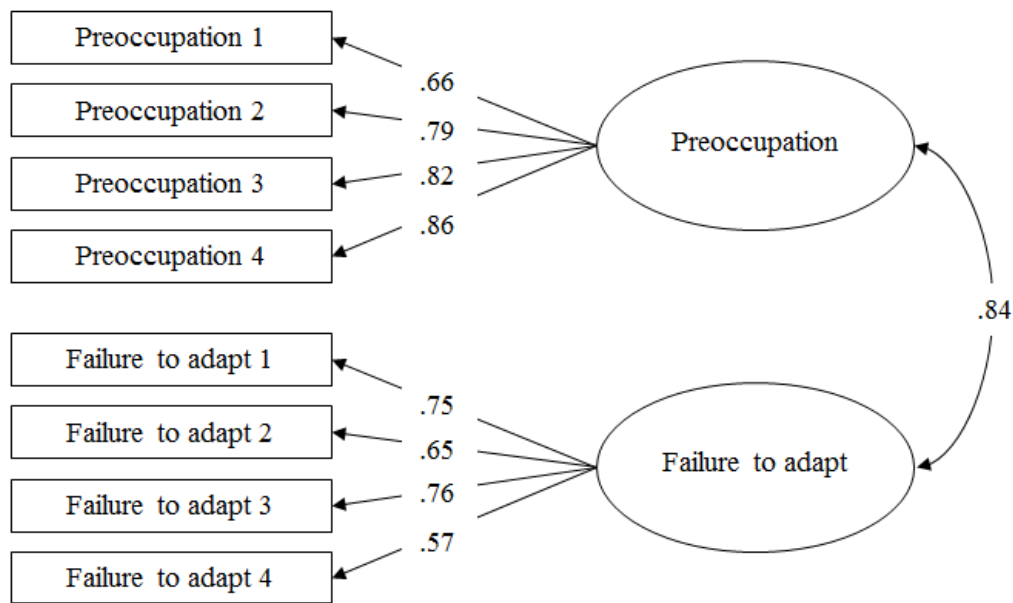 Preoccupation 1
Preoccupation 2
Preoccupation 3
Preoccupation 4
.66
.79
.82
.86
Preoccupation
.84
Failure to adapt 1
Failure to adapt 2
Failure to adapt 3
Failure to adapt 4
.75
.65
.76
.57
Failure to adapt